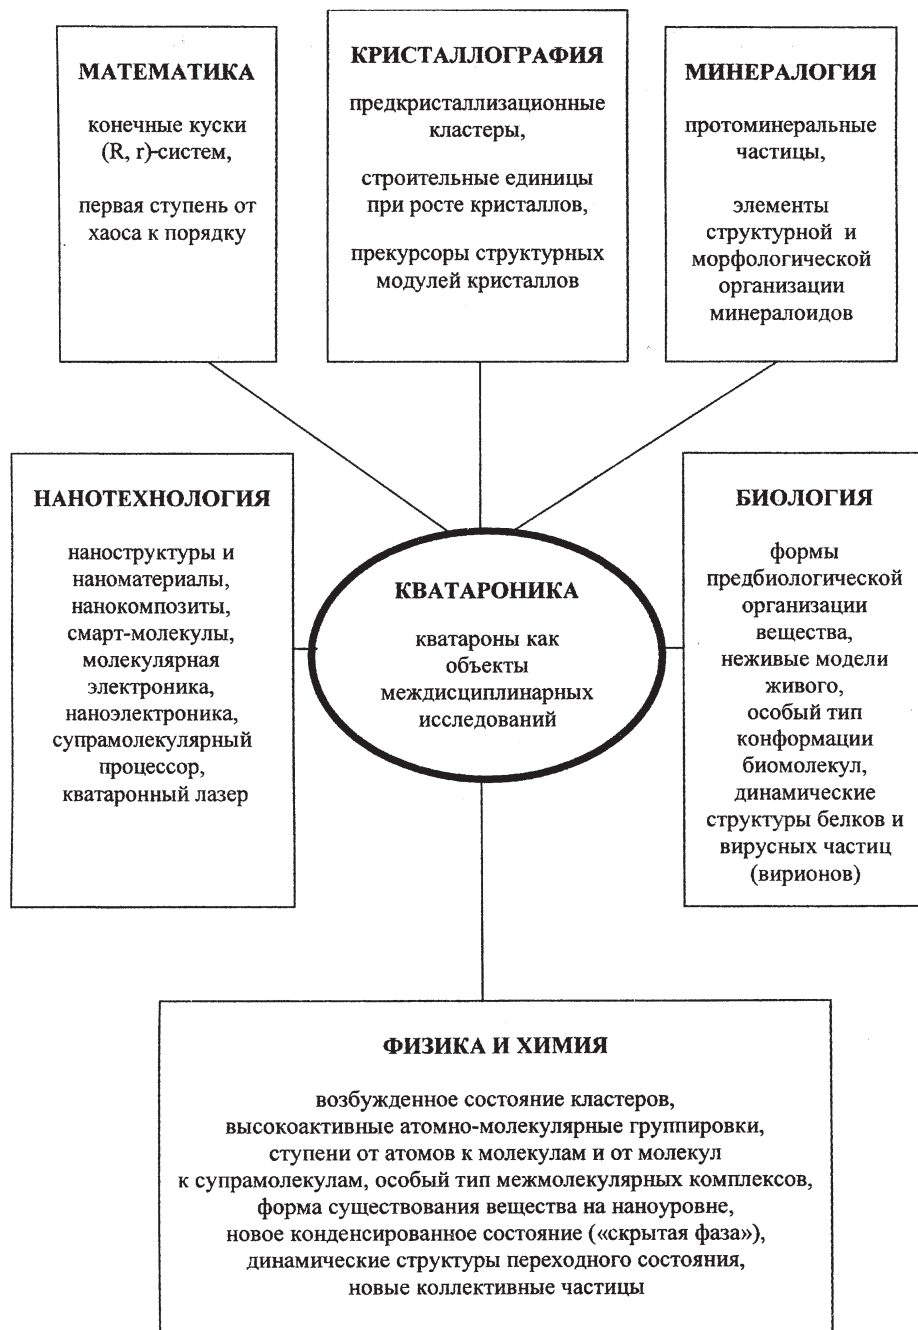 МАТЕМАТИКА
конечные куски
(R, r)-систем,
первая ступень от
хаоса к порядку
КРИСТАЛЛОГРАФИЯ
предкристаллизационные
кластеры,
строительные единицы
при росте кристаллов,
прекурсоры структурных
модулей кристаллов
МИНЕРАЛОГИЯ
протоминеральные
частицы,
элементы
структурной и
морфологической
организации
минералоидов
НАНОТЕХНОЛОГИЯ
наноструктуры и
наноматериалы,
нанокомпозиты,
смарт-молекулы,
молекулярная
электроника,
наноэлектроника,
супрамолекулярный
процессор,
кватаронный лазер
КВАТАРОНИКА
кватароны как
объекты
междисциплинарных
исследований
БИОЛОГИЯ
формы
предбиологической
организации
вещества,
неживые модели
живого,
особый тип
конформации
биомолекул,
динамические
структуры белков и
вирусных частиц
(вирионов)
ФИЗИКА И ХИМИЯ
возбужденное состояние кластеров,
высокоактивные атомно-молекулярные группировки,
ступени от атомов к молекулам и от молекул
к супрамолекулам, особый тип межмолекулярных комплексов,
форма существования вещества на наноуровне,
новое конденсированное состояние («скрытая фаза»),
динамические структуры переходного состояния,
новые коллективные частицы